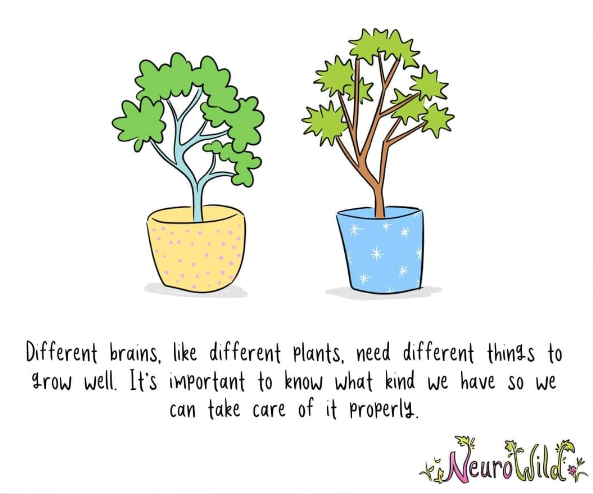 Different brains, like different plants, need different things to
grow well. It's important to know what kind we have so we
can take care of it properly.
NeuroWild